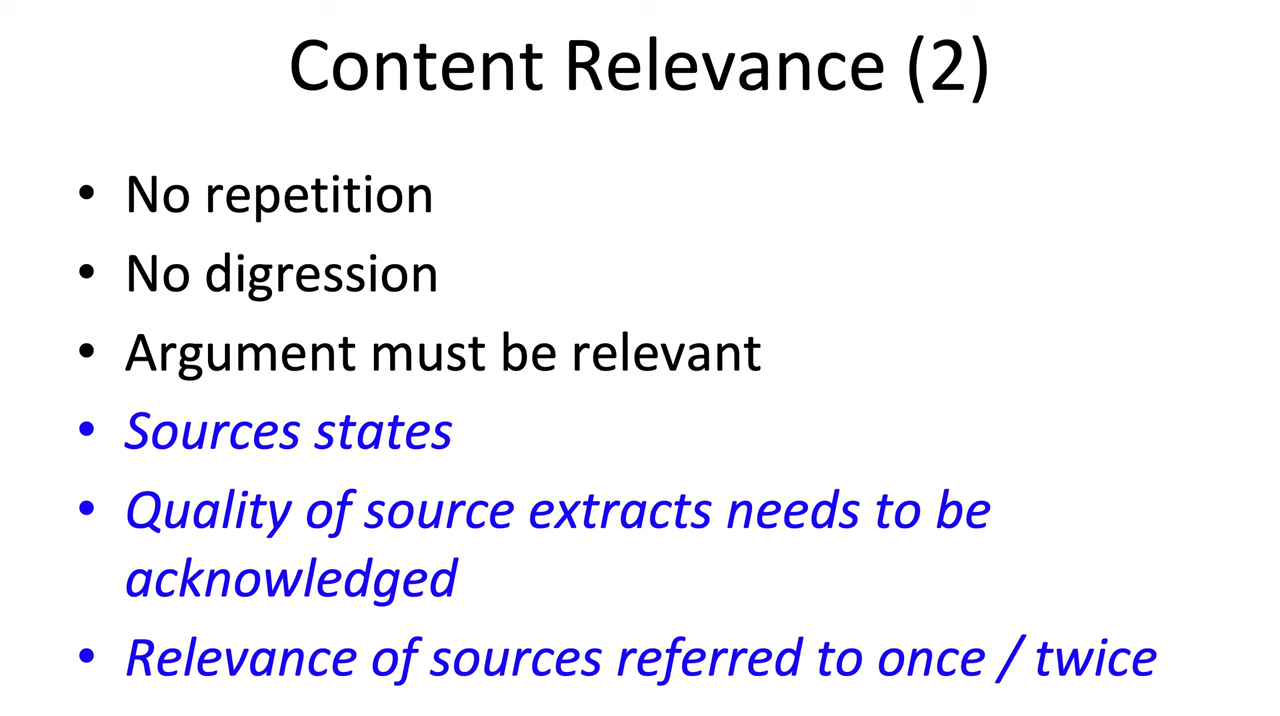 Content Relevance (2)
• No repetition
• No digression
• Argument must be relevant
• Sources states
• Quality of source extracts needs to be
acknowledged
• Relevance of sources referred to once / twice